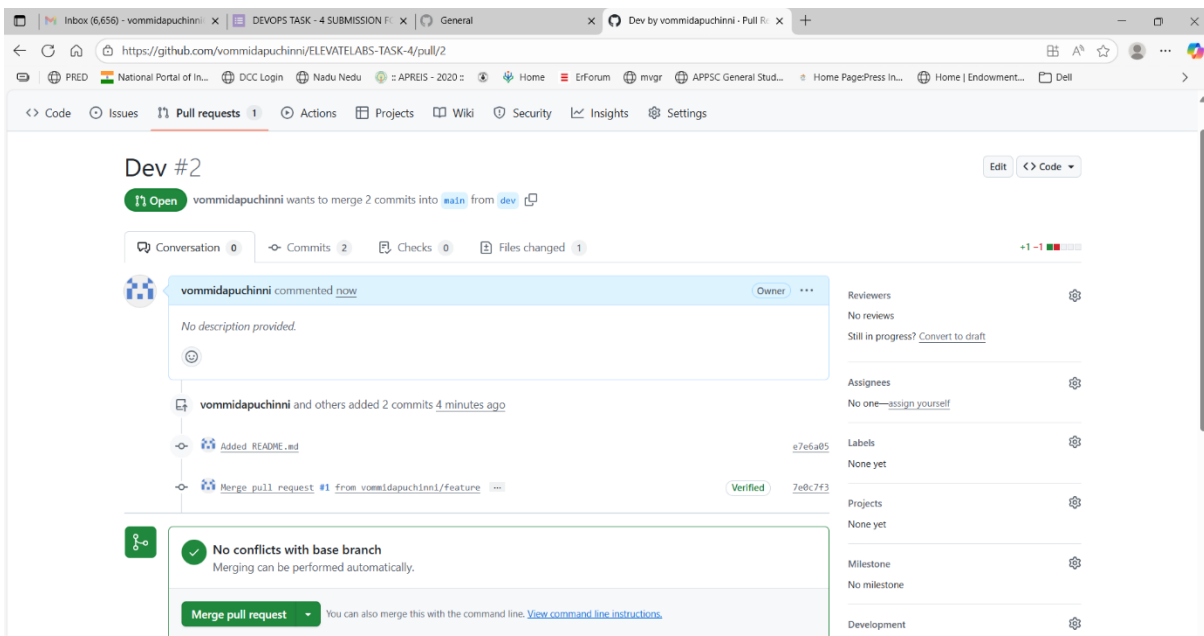 Inbox (6,656) - vommidapuchinni
DEVOPS TASK - 4 SUBMISSION FO
General
Dev by vommidapuchinni · Pull Re
https://github.com/vommidapuchinni/ELEVATELABS-TASK-4/pull/2
PRED
National Portal of In...
DCC Login
Nadu Nedu
:: APREIS - 2020 ::
Home
ErForum
mvgr
APPSC General Stud...
Home Page:Press In...
Home | Endowment...
Dell
Code
Issues
Pull requests 1
Actions
Projects
Wiki
Security
Insights
Settings
Dev #2
Edit
<> Code
Open
vommidapuchinni wants to merge 2 commits into main from dev
Conversation 0
Commits 2
Checks 0
Files changed 1
+1 −1
vommidapuchinni commented now
Owner
No description provided.
vommidapuchinni and others added 2 commits 4 minutes ago
Added README.md
e7e6a05
Merge pull request #1 from vommidapuchinni/feature
Verified
7e0c7f3
No conflicts with base branch
Merging can be performed automatically.
Merge pull request
You can also merge this with the command line. View command line instructions.
Reviewers
No reviews
Still in progress? Convert to draft
Assignees
No one—assign yourself
Labels
None yet
Projects
None yet
Milestone
No milestone
Development